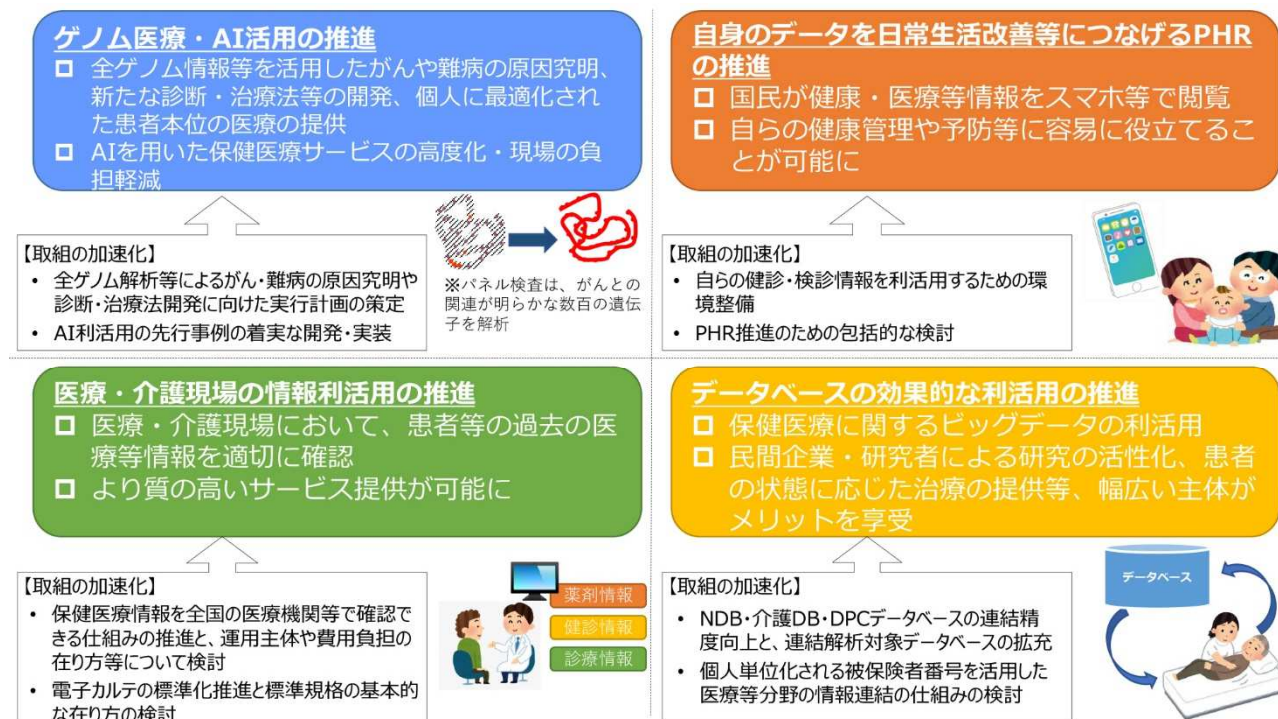 ゲノム医療・AI活用の推進
全ゲノム情報等を活用したがんや難病の原因究明、
新たな診断・治療法等の開発、個人に最適化され
た患者本位の医療の提供
AIを用いた保健医療サービスの高度化・現場の負
担軽減
【取組の加速化】
• 全ゲノム解析等によるがん・難病の原因究明や
診断・治療法開発に向けた実行計画の策定
• AI利活用の先行事例の着実な開発・実装
※パネル検査は、がんとの
関連が明らかな数百の遺伝
子を解析
自身のデータを日常生活改善等につなげるPHR
の推進
国民が健康・医療等情報をスマホ等で閲覧
自らの健康管理や予防等に容易に役立てるこ
とが可能に
【取組の加速化】
• 自らの健診・検診情報を利活用するための環
境整備
• PHR推進のための包括的な検討
医療・介護現場の情報利活用の推進
医療・介護現場において、患者等の過去の医
療等情報を適切に確認
より質の高いサービス提供が可能に
【取組の加速化】
• 保健医療情報を全国の医療機関等で確認で
きる仕組みの推進と、運用主体や費用負担の
在り方等について検討
• 電子カルテの標準化推進と標準規格の基本的
な在り方の検討
薬剤情報
健診情報
診療情報
データベースの効果的な利活用の推進
保健医療に関するビッグデータの利活用
民間企業・研究者による研究の活性化、患者
の状態に応じた治療の提供等、幅広い主体が
メリットを享受
【取組の加速化】
• NDB・介護DB・DPCデータベースの連結精
度向上と、連結解析対象データベースの拡充
• 個人単位化される被保険者番号を活用した
医療等分野の情報連結の仕組みの検討
データベース